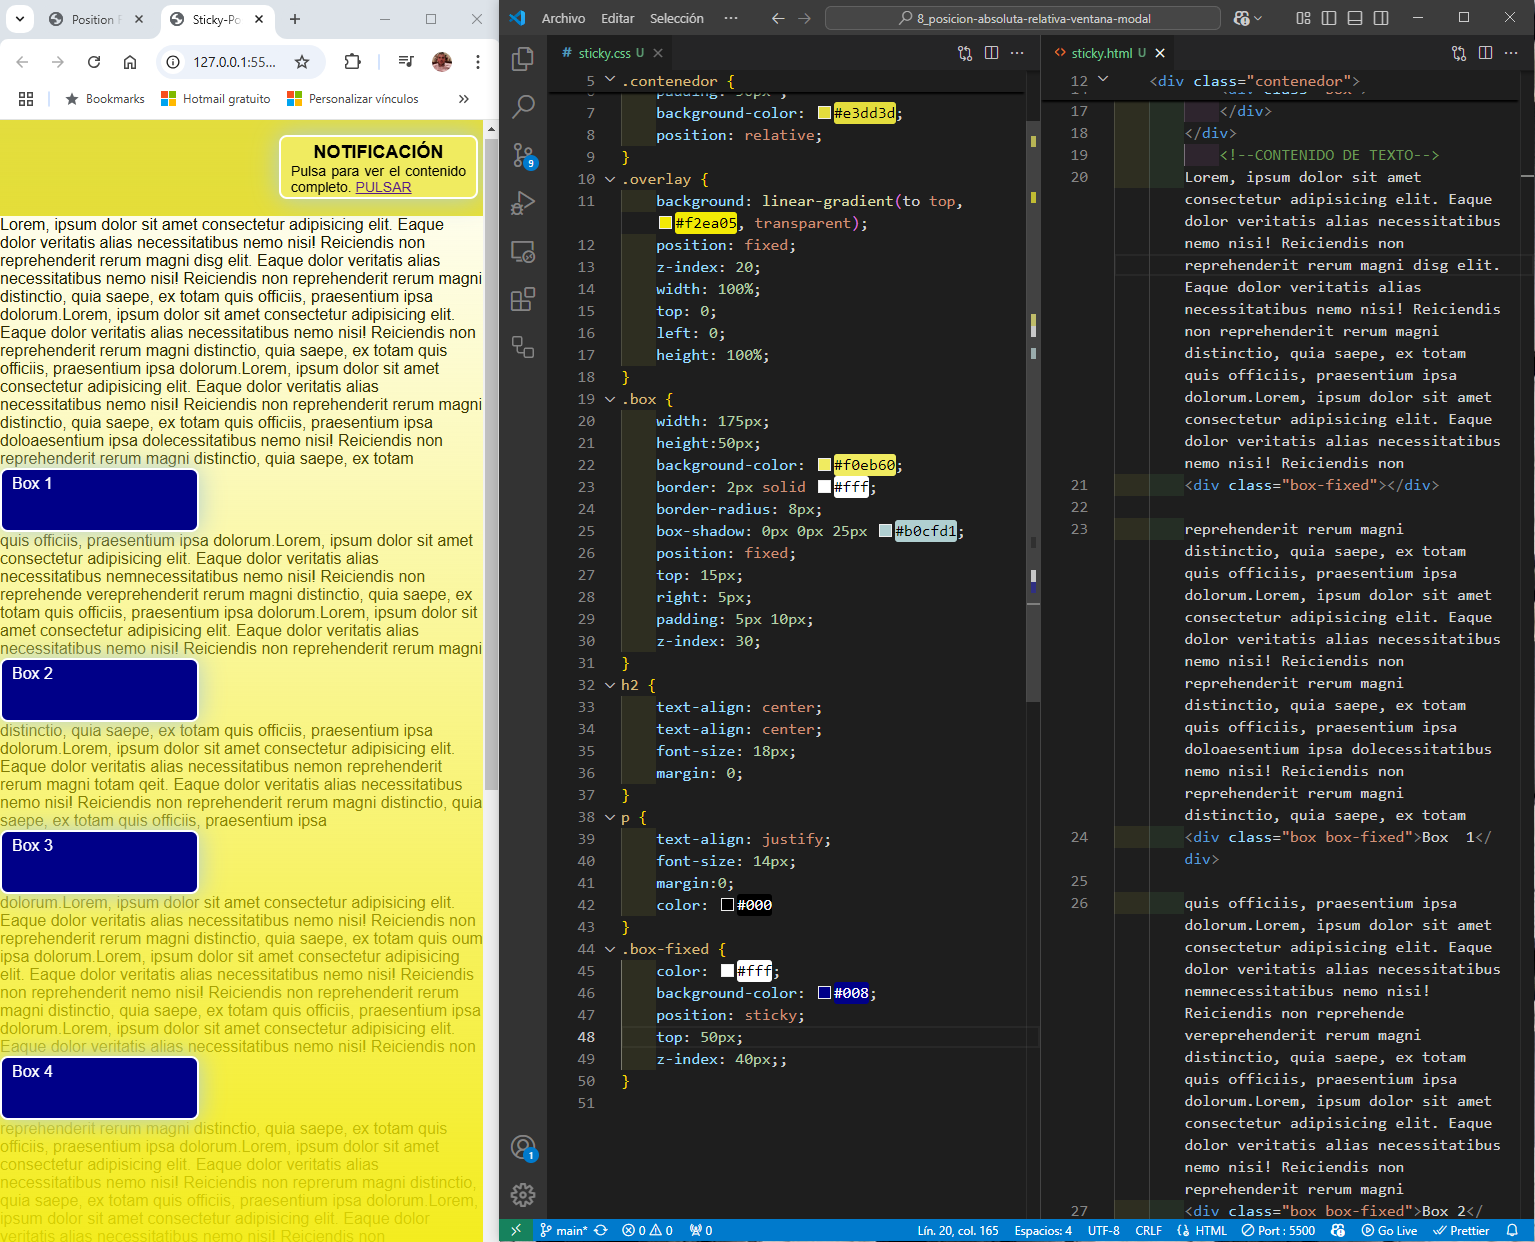 Position F
Sticky-Po
127.0.0.1:55...
Bookmarks
Hotmail gratuito
Personalizar vínculos
NOTIFICACIÓN
Pulsa para ver el contenido
completo. PULSAR
Lorem, ipsum dolor sit amet consectetur adipisicing elit. Eaque
dolor veritatis alias necessitatibus nemo nisi! Reiciendis non
reprehenderit rerum magni disg elit. Eaque dolor veritatis alias
necessitatibus nemo nisi! Reiciendis non reprehenderit rerum magni
distinctio, quia saepe, ex totam quis officiis, praesentium ipsa
dolorum.Lorem, ipsum dolor sit amet consectetur adipisicing elit.
Eaque dolor veritatis alias necessitatibus nemo nisi! Reiciendis non
reprehenderit rerum magni distinctio, quia saepe, ex totam quis
officiis, praesentium ipsa dolorum.Lorem, ipsum dolor sit amet
consectetur adipisicing elit. Eaque dolor veritatis alias
necessitatibus nemo nisi! Reiciendis non reprehenderit rerum magni
distinctio, quia saepe, ex totam quis officiis, praesentium ipsa
doloaesentium ipsa dolecessitatibus nemo nisi! Reiciendis non
reprehenderit rerum magni distinctio, quia saepe, ex totam
Box 1
quis officiis, praesentium ipsa dolorum.Lorem, ipsum dolor sit amet
consectetur adipisicing elit. Eaque dolor veritatis alias
necessitatibus nemnecessitatibus nemo nisi! Reiciendis non
reprehende vereprehenderit rerum magni distinctio, quia saepe, ex
totam quis officiis, praesentium ipsa dolorum.Lorem, ipsum dolor sit
amet consectetur adipisicing elit. Eaque dolor veritatis alias
necessitatibus nemo nisi! Reiciendis non reprehenderit rerum magni
Box 2
distinctio, quia saepe, ex totam quis officiis, praesentium ipsa
dolorum.Lorem, ipsum dolor sit amet consectetur adipisicing elit.
Eaque dolor veritatis alias necessitatibus nemon reprehenderit
rerum magni totam qeit. Eaque dolor veritatis alias necessitatibus
nemo nisi! Reiciendis non reprehenderit rerum magni distinctio, quia
saepe, ex totam quis officiis, praesentium ipsa
Box 3
dolorum.Lorem, ipsum dolor sit amet consectetur adipisicing elit.
Eaque dolor veritatis alias necessitatibus nemo nisi! Reiciendis non
reprehenderit rerum magni distinctio, quia saepe, ex totam quis oum
ipsa dolorum.Lorem, ipsum dolor sit amet consectetur adipisicing
elit. Eaque dolor veritatis alias necessitatibus nemo nisi! Reiciendis
non reprehenderit rerum magni distinctio, quia saepe, ex totam quis officiis, praesentium ipsa
dolorum.Lorem, ipsum dolor sit amet consectetur adipisicing elit.
Eaque dolor veritatis alias necessitatibus nemo nisi! Reiciendis non
Box 4
reprehenderit rerum magni distinctio, quia saepe, ex totam quis
officiis, praesentium ipsa dolorum.Lorem, ipsum dolor sit amet
consectetur adipisicing elit. Eaque dolor veritatis alias
necessitatibus nemo nisi! Reiciendis non reprerum magni distinctio,
quia saepe, ex totam quis officiis, praesentium ipsa dolorum.Lorem,
ipsum dolor sit amet consectetur adipisicing elit. Eaque dolor
veritatis alias necessitatibus nemo nisi! Reiciendis non
Archivo Editar Selección ···
8_posicion-absoluta-relativa-ventana-modal
9
1
# sticky.css U
5 .contenedor {
7 background-color: #e3dd3d;
8 position: relative;
9 }
10 .overlay {
11 background: linear-gradient(to top,
#f2ea05, transparent);
12 position: fixed;
13 z-index: 20;
14 width: 100%;
15 top: 0;
16 left: 0;
17 height: 100%;
18 }
19 .box {
20 width: 175px;
21 height:50px;
22 background-color: #f0eb60;
23 border: 2px solid #fff;
24 border-radius: 8px;
25 box-shadow: 0px 0px 25px #b0cfd1;
26 position: fixed;
27 top: 15px;
28 right: 5px;
29 padding: 5px 10px;
30 z-index: 30;
31 }
32 h2 {
33 text-align: center;
34 text-align: center;
35 font-size: 18px;
36 margin: 0;
37 }
38 p {
39 text-align: justify;
40 font-size: 14px;
41 margin:0;
42 color: #000
43 }
44 .box-fixed {
45 color: #fff;
46 background-color: #008;
47 position: sticky;
48 top: 50px;
49 z-index: 40px;;
50 }
51
<> sticky.html U
12 <div class="contenedor">
17 </div>
18 </div>
19 <!--CONTENIDO DE TEXTO-->
20 Lorem, ipsum dolor sit amet
consectetur adipisicing elit. Eaque
dolor veritatis alias necessitatibus
nemo nisi! Reiciendis non
reprehenderit rerum magni disg elit.
Eaque dolor veritatis alias
necessitatibus nemo nisi! Reiciendis
non reprehenderit rerum magni
distinctio, quia saepe, ex totam
quis officiis, praesentium ipsa
dolorum.Lorem, ipsum dolor sit amet
consectetur adipisicing elit. Eaque
dolor veritatis alias necessitatibus
nemo nisi! Reiciendis non
21 <div class="box-fixed"></div>
22
23 reprehenderit rerum magni
distinctio, quia saepe, ex totam
quis officiis, praesentium ipsa
dolorum.Lorem, ipsum dolor sit amet
consectetur adipisicing elit. Eaque
dolor veritatis alias necessitatibus
nemo nisi! Reiciendis non
reprehenderit rerum magni
distinctio, quia saepe, ex totam
quis officiis, praesentium ipsa
doloaesentium ipsa dolecessitatibus
nemo nisi! Reiciendis non
reprehenderit rerum magni
distinctio, quia saepe, ex totam
24 <div class="box box-fixed">Box  1</
div>
25
26 quis officiis, praesentium ipsa
dolorum.Lorem, ipsum dolor sit amet
consectetur adipisicing elit. Eaque
dolor veritatis alias necessitatibus
nemnecessitatibus nemo nisi!
Reiciendis non reprehende
vereprehenderit rerum magni
distinctio, quia saepe, ex totam
quis officiis, praesentium ipsa
dolorum.Lorem, ipsum dolor sit amet
consectetur adipisicing elit. Eaque
dolor veritatis alias necessitatibus
nemo nisi! Reiciendis non
reprehenderit rerum magni
27 <div class="box box-fixed">Box 2</
main* 0 0 0 Lín. 20, col. 165 Espacios: 4 UTF-8 CRLF HTML Port : 5500 Go Live Prettier